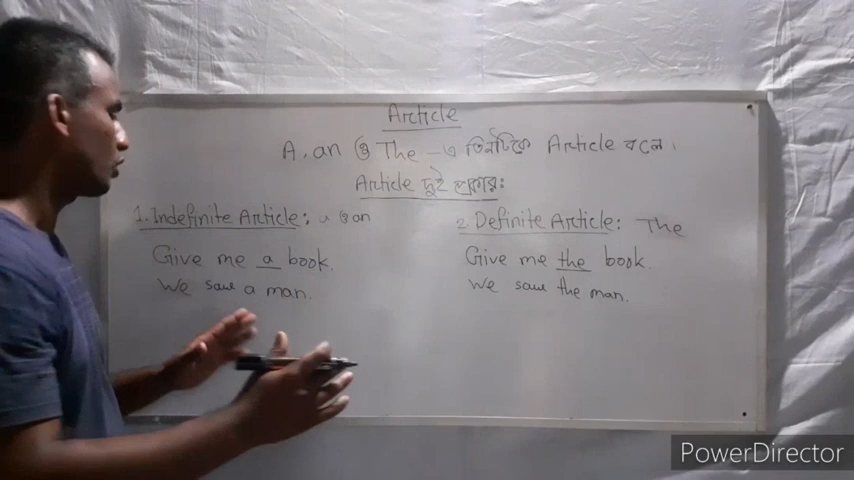 Article
A, an ও The - এ তিনটিকে Article বলে।
Article দুই প্রকার:
1. Indefinite Article: a ও an
Give me a book.
We saw a man.
2. Definite Article: The
Give me the book.
We saw the man.
PowerDirector